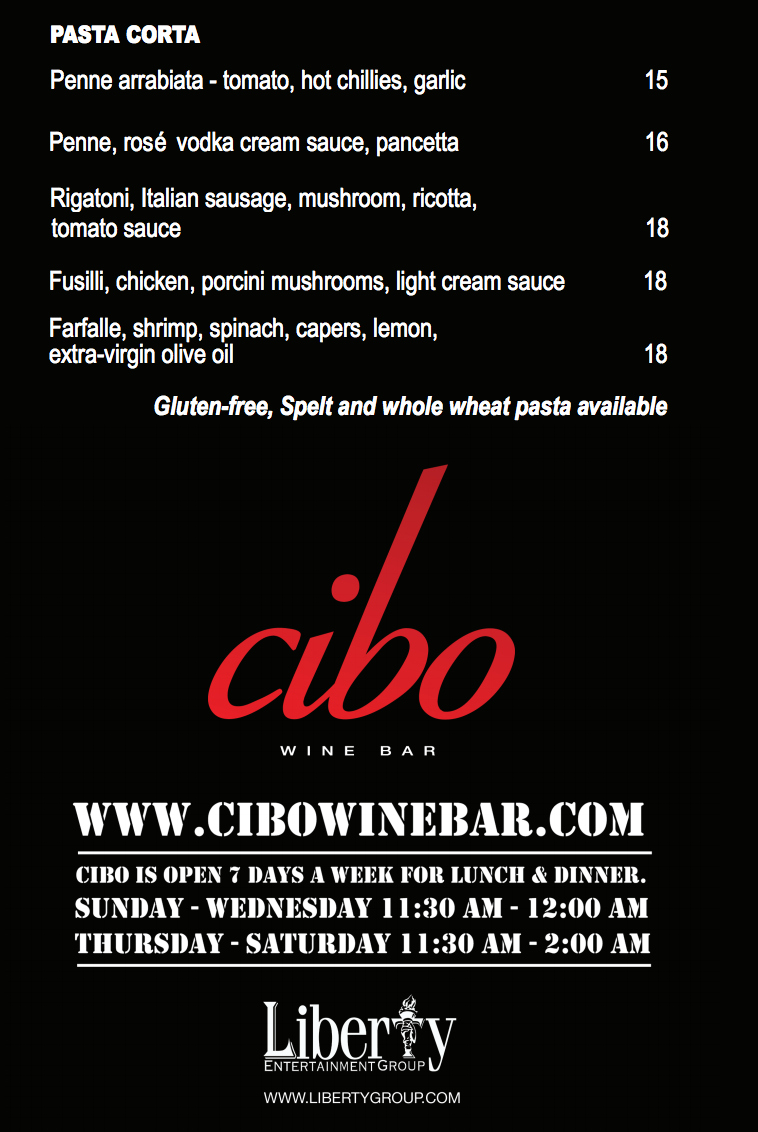 PASTA CORTA
Penne arrabiata - tomato, hot chillies, garlic 15
Penne, rosé vodka cream sauce, pancetta 16
Rigatoni, Italian sausage, mushroom, ricotta,
tomato sauce 18
Fusilli, chicken, porcini mushrooms, light cream sauce 18
Farfalle, shrimp, spinach, capers, lemon,
extra-virgin olive oil 18
Gluten-free, Spelt and whole wheat pasta available
cibo
WINE BAR
WWW.CIBOWINEBAR.COM
CIBO IS OPEN 7 DAYS A WEEK FOR LUNCH & DINNER.
SUNDAY - WEDNESDAY 11:30 AM - 12:00 AM
THURSDAY - SATURDAY 11:30 AM - 2:00 AM
Liberty
ENTERTAINMENT GROUP
WWW.LIBERTYGROUP.COM